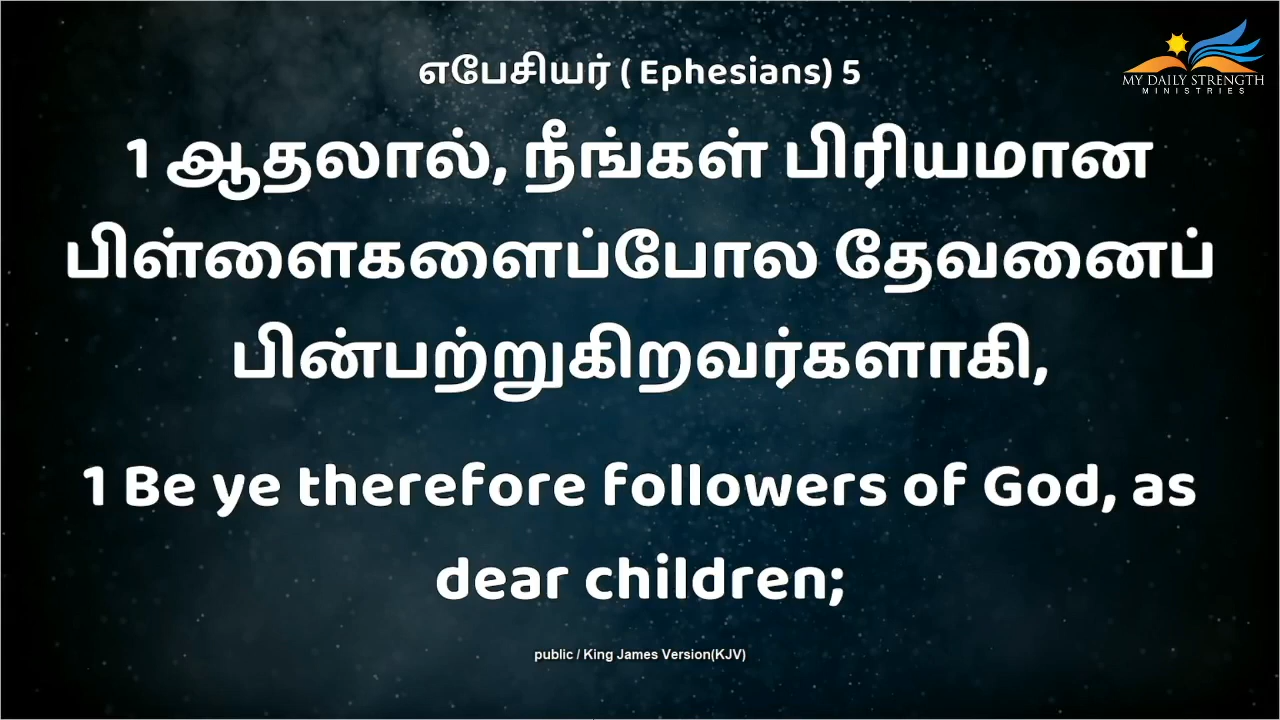 எபேசியர் ( Ephesians) 5
MY DAILY STRENGTH
MINISTRIES
1 ஆதலால், நீங்கள் பிரியமான
பிள்ளைகளைப்போல தேவனைப்
பின்பற்றுகிறவர்களாகி,
1 Be ye therefore followers of God, as
dear children;
public / King James Version(KJV)